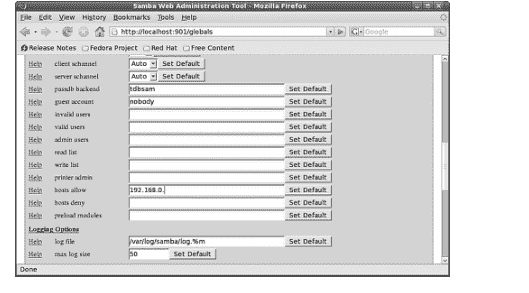 Samba Web Administration Tool - Mozilla Firefox
File Edit View History Bookmarks Tools Help
http://localhost:901/globals
Google
Release Notes Fedora Project Red Hat Free Content
Help client schannel Auto Set Default
Help server schannel Auto Set Default
Help passdb backend tdbsam Set Default
Help guest account nobody Set Default
Help invalid users Set Default
Help valid users Set Default
Help admin users Set Default
Help read list Set Default
Help write list Set Default
Help printer admin Set Default
Help hosts allow 192.168.0. Set Default
Help hosts deny Set Default
Help preload modules Set Default
Logging Options
Help log file /var/log/samba/log.%m Set Default
Help max log size 50 Set Default
Done